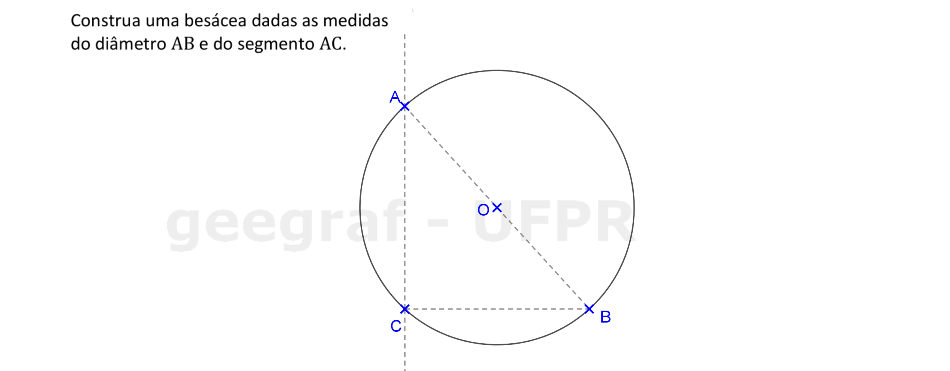 Construa uma besácea dadas as medidas
do diâmetro AB e do segmento AC.
A
geegraf - UFPR
O
C
B